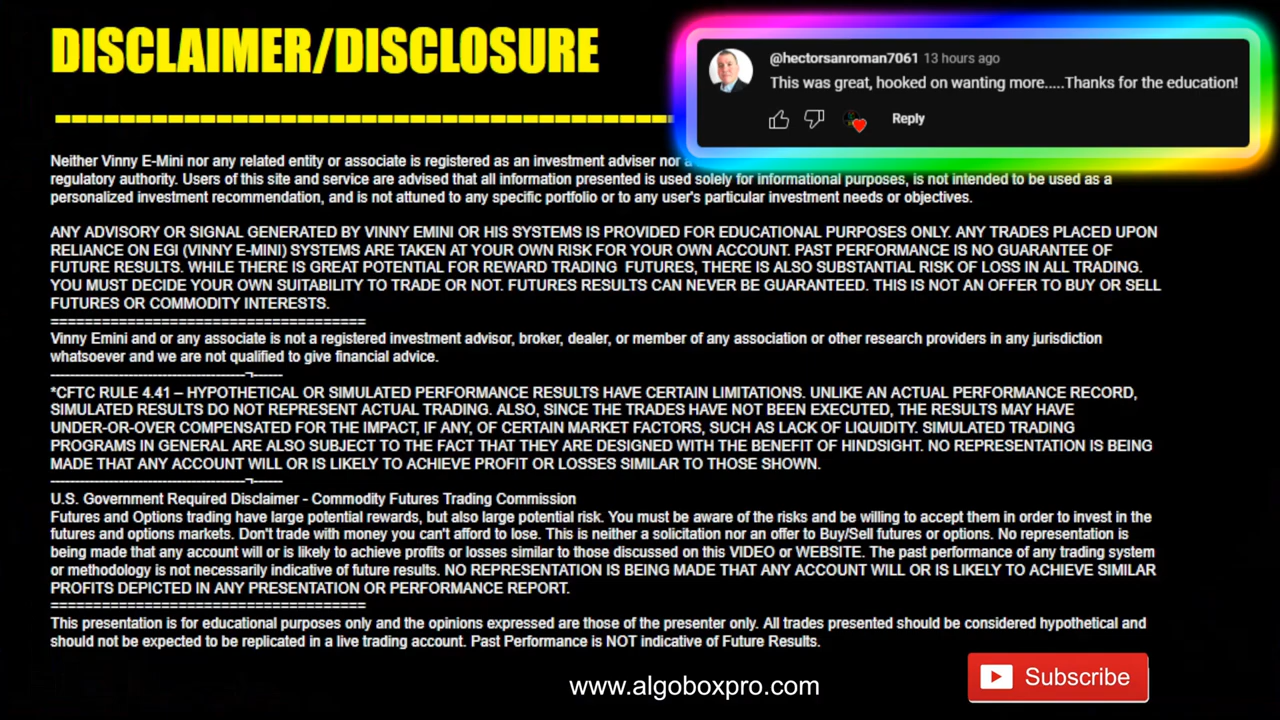 DISCLAIMER/DISCLOSURE
@hectorsanroman7061 13 hours ago
This was great, hooked on wanting more.....Thanks for the education!
Reply
Neither Vinny E-Mini nor any related entity or associate is registered as an investment adviser nor a
regulatory authority. Users of this site and service are advised that all information presented is used solely for informational purposes, is not intended to be used as a
personalized investment recommendation, and is not attuned to any specific portfolio or to any user's particular investment needs or objectives.
ANY ADVISORY OR SIGNAL GENERATED BY VINNY EMINI OR HIS SYSTEMS IS PROVIDED FOR EDUCATIONAL PURPOSES ONLY. ANY TRADES PLACED UPON
RELIANCE ON EGI (VINNY E-MINI) SYSTEMS ARE TAKEN AT YOUR OWN RISK FOR YOUR OWN ACCOUNT. PAST PERFORMANCE IS NO GUARANTEE OF
FUTURE RESULTS. WHILE THERE IS GREAT POTENTIAL FOR REWARD TRADING FUTURES, THERE IS ALSO SUBSTANTIAL RISK OF LOSS IN ALL TRADING.
YOU MUST DECIDE YOUR OWN SUITABILITY TO TRADE OR NOT. FUTURES RESULTS CAN NEVER BE GUARANTEED. THIS IS NOT AN OFFER TO BUY OR SELL
FUTURES OR COMMODITY INTERESTS.
=====================================
Vinny Emini and or any associate is not a registered investment advisor, broker, dealer, or member of any association or other research providers in any jurisdiction
whatsoever and we are not qualified to give financial advice.
----------------------------------------------¬------
*CFTC RULE 4.41 – HYPOTHETICAL OR SIMULATED PERFORMANCE RESULTS HAVE CERTAIN LIMITATIONS. UNLIKE AN ACTUAL PERFORMANCE RECORD,
SIMULATED RESULTS DO NOT REPRESENT ACTUAL TRADING. ALSO, SINCE THE TRADES HAVE NOT BEEN EXECUTED, THE RESULTS MAY HAVE
UNDER-OR-OVER COMPENSATED FOR THE IMPACT, IF ANY, OF CERTAIN MARKET FACTORS, SUCH AS LACK OF LIQUIDITY. SIMULATED TRADING
PROGRAMS IN GENERAL ARE ALSO SUBJECT TO THE FACT THAT THEY ARE DESIGNED WITH THE BENEFIT OF HINDSIGHT. NO REPRESENTATION IS BEING
MADE THAT ANY ACCOUNT WILL OR IS LIKELY TO ACHIEVE PROFIT OR LOSSES SIMILAR TO THOSE SHOWN.
----------------------------------------------¬------
U.S. Government Required Disclaimer - Commodity Futures Trading Commission
Futures and Options trading have large potential rewards, but also large potential risk. You must be aware of the risks and be willing to accept them in order to invest in the
futures and options markets. Don't trade with money you can't afford to lose. This is neither a solicitation nor an offer to Buy/Sell futures or options. No representation is
being made that any account will or is likely to achieve profits or losses similar to those discussed on this VIDEO or WEBSITE. The past performance of any trading system
or methodology is not necessarily indicative of future results. NO REPRESENTATION IS BEING MADE THAT ANY ACCOUNT WILL OR IS LIKELY TO ACHIEVE SIMILAR
PROFITS DEPICTED IN ANY PRESENTATION OR PERFORMANCE REPORT.
=====================================
This presentation is for educational purposes only and the opinions expressed are those of the presenter only. All trades presented should be considered hypothetical and
should not be expected to be replicated in a live trading account. Past Performance is NOT indicative of Future Results.
www.algoboxpro.com
Subscribe